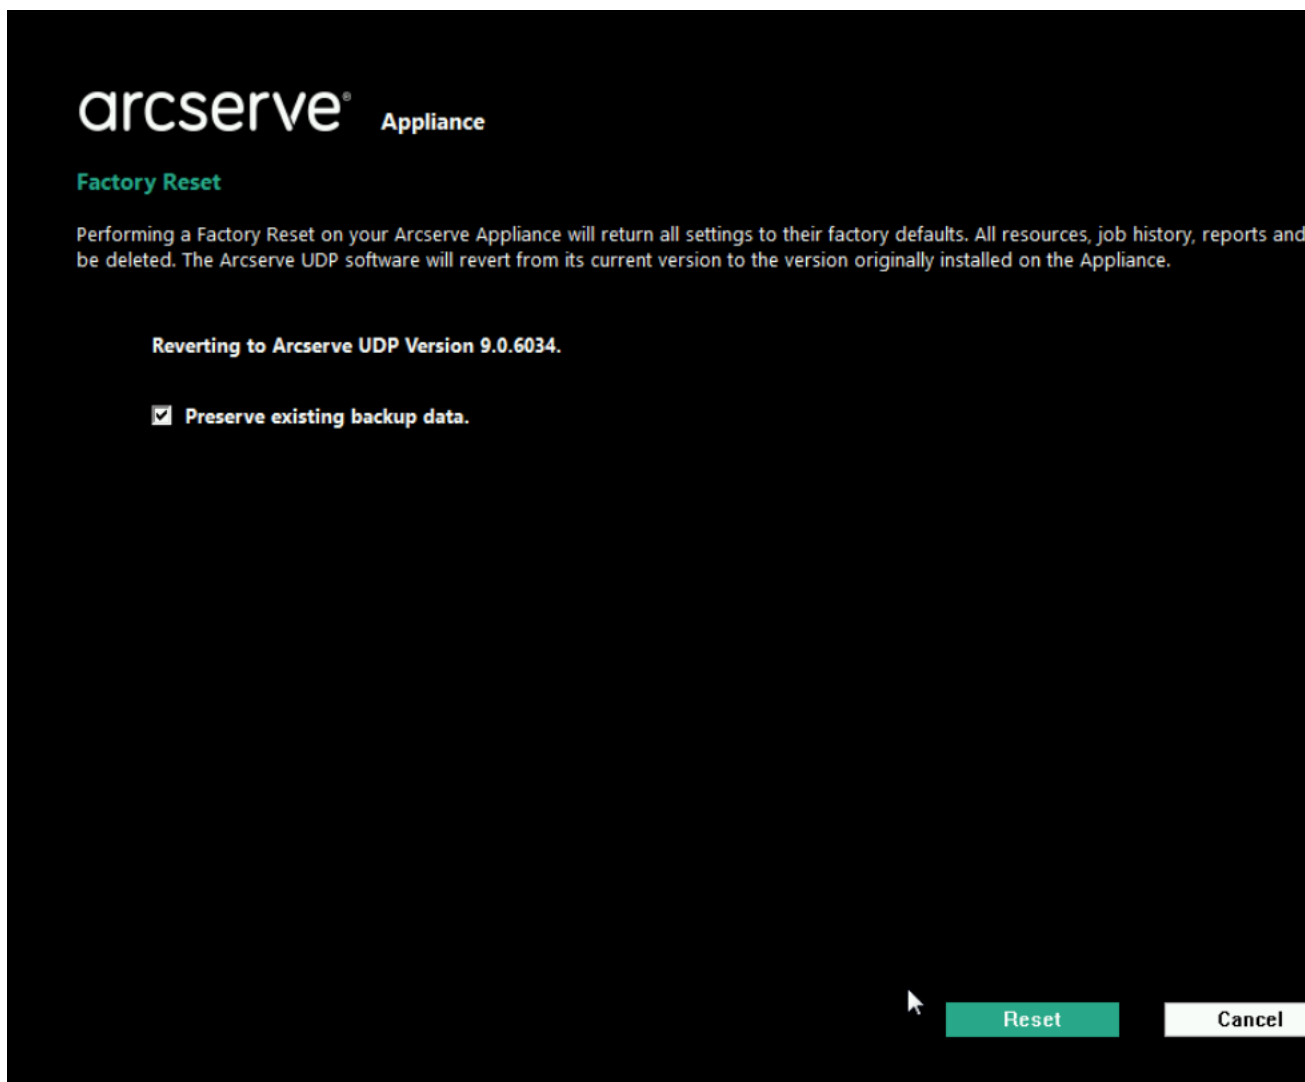 arcserve® Appliance
Factory Reset
Performing a Factory Reset on your Arcserve Appliance will return all settings to their factory defaults. All resources, job history, reports and
be deleted. The Arcserve UDP software will revert from its current version to the version originally installed on the Appliance.
Reverting to Arcserve UDP Version 9.0.6034.
Preserve existing backup data.
Reset Cancel